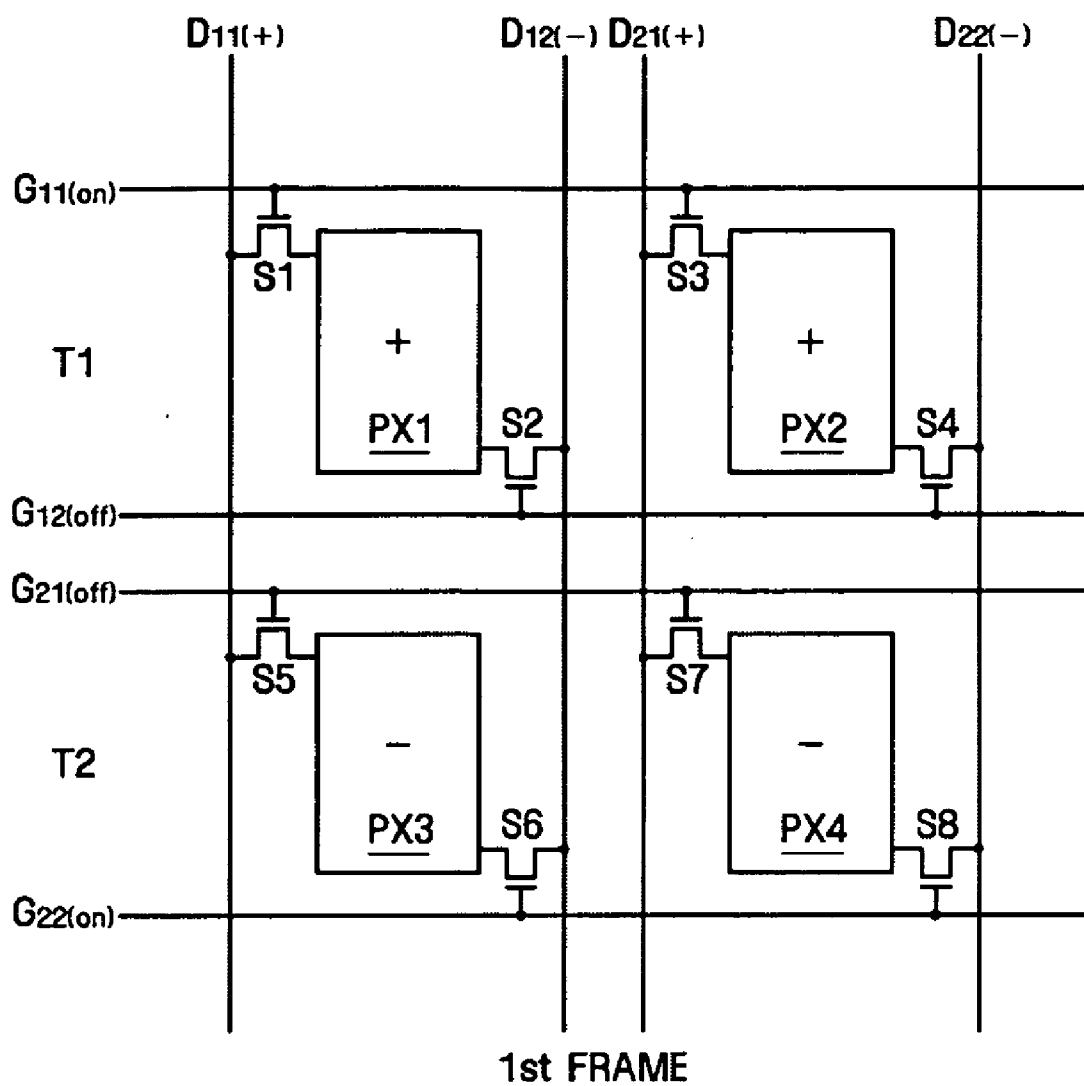 D11(+) D12(-) D21(+) D22(-)
G11(on)
S1 S3
+ +
T1
PX1 S2 PX2 S4
G12(off)
G21(off)
S5 S7
- -
T2
PX3 S6 PX4 S8
G22(on)
1st FRAME